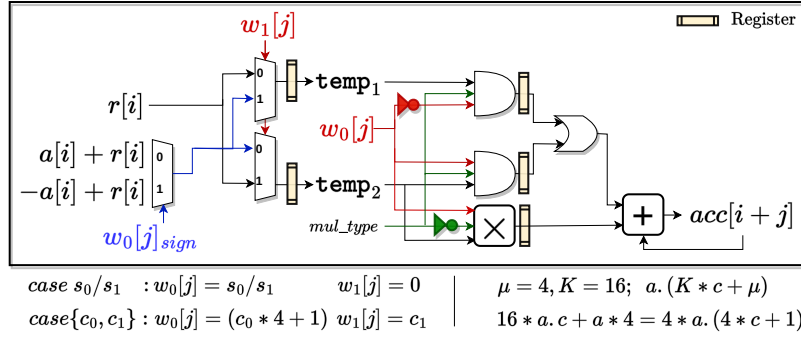 w₁[j]
Register
0
1
temp₁
r[i]
w₀[j]
a[i] + r[i]
0
−a[i] + r[i]
1
0
1
temp₂
w₀[j]sign
mul_type
×
+
acc[i + j]
case s₀/s₁ : w₀[j] = s₀/s₁ w₁[j] = 0 μ = 4, K = 16; a.(K * c + μ)
case{c₀, c₁} : w₀[j] = (c₀ * 4 + 1) w₁[j] = c₁ 16 * a.c + a * 4 = 4 * a.(4 * c + 1)